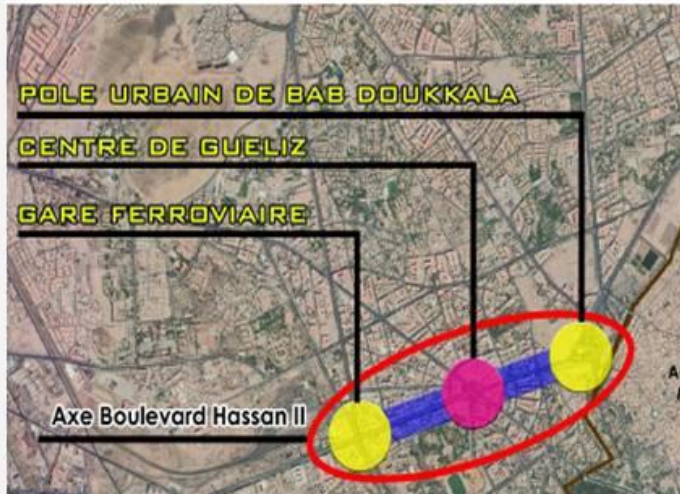 POLE URBAIN DE BAB DOUKKALA
CENTRE DE GUELIZ
GARE FERROVIAIRE
Axe Boulevard Hassan II